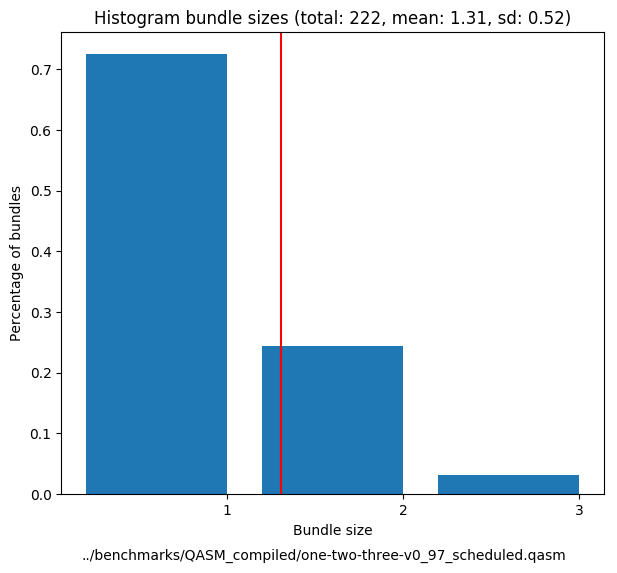 Histogram bundle sizes (total: 222, mean: 1.31, sd: 0.52)
Percentage of bundles
0.7
0.6
0.5
0.4
0.3
0.2
0.1
0.0
1 2 3
Bundle size
../benchmarks/QASM_compiled/one-two-three-v0_97_scheduled.qasm